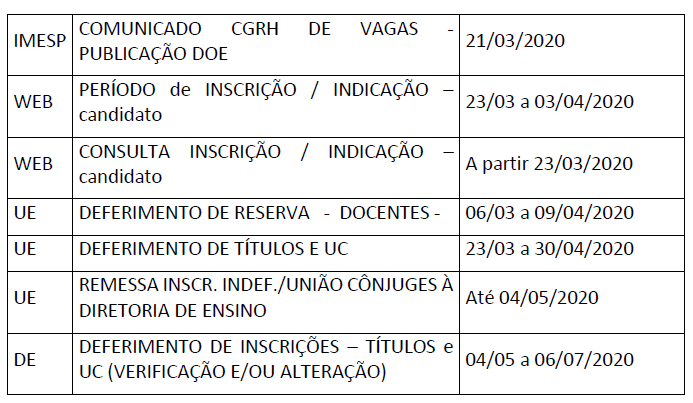 IMESP
COMUNICADO CGRH DE VAGAS -
PUBLICAÇÃO DOE
21/03/2020
WEB
PERÍODO de INSCRIÇÃO / INDICAÇÃO –
candidato
23/03 a 03/04/2020
WEB
CONSULTA INSCRIÇÃO / INDICAÇÃO –
candidato
A partir 23/03/2020
UE
DEFERIMENTO DE RESERVA - DOCENTES -
06/03 a 09/04/2020
UE
DEFERIMENTO DE TÍTULOS E UC
23/03 a 30/04/2020
UE
REMESSA INSCR. INDEF./UNIÃO CÔNJUGES À
DIRETORIA DE ENSINO
Até 04/05/2020
DE
DEFERIMENTO DE INSCRIÇÕES – TÍTULOS e
UC (VERIFICAÇÃO E/OU ALTERAÇÃO)
04/05 a 06/07/2020